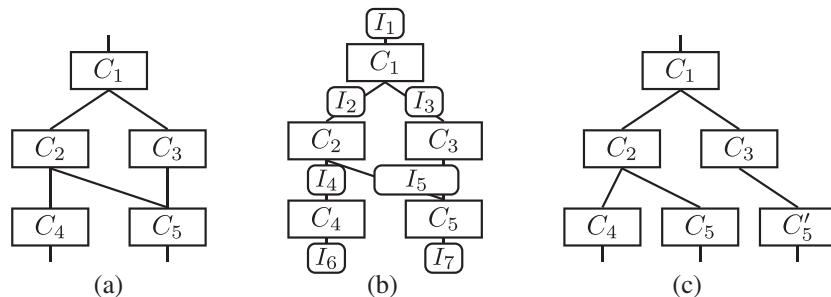 C₁
C₂ C₃
C₄ C₅
(a)
I₁
C₁
I₂ I₃
C₂ C₃
I₄ I₅
C₄ C₅
I₆ I₇
(b)
C₁
C₂ C₃
C₄ C₅ C₅′
(c)